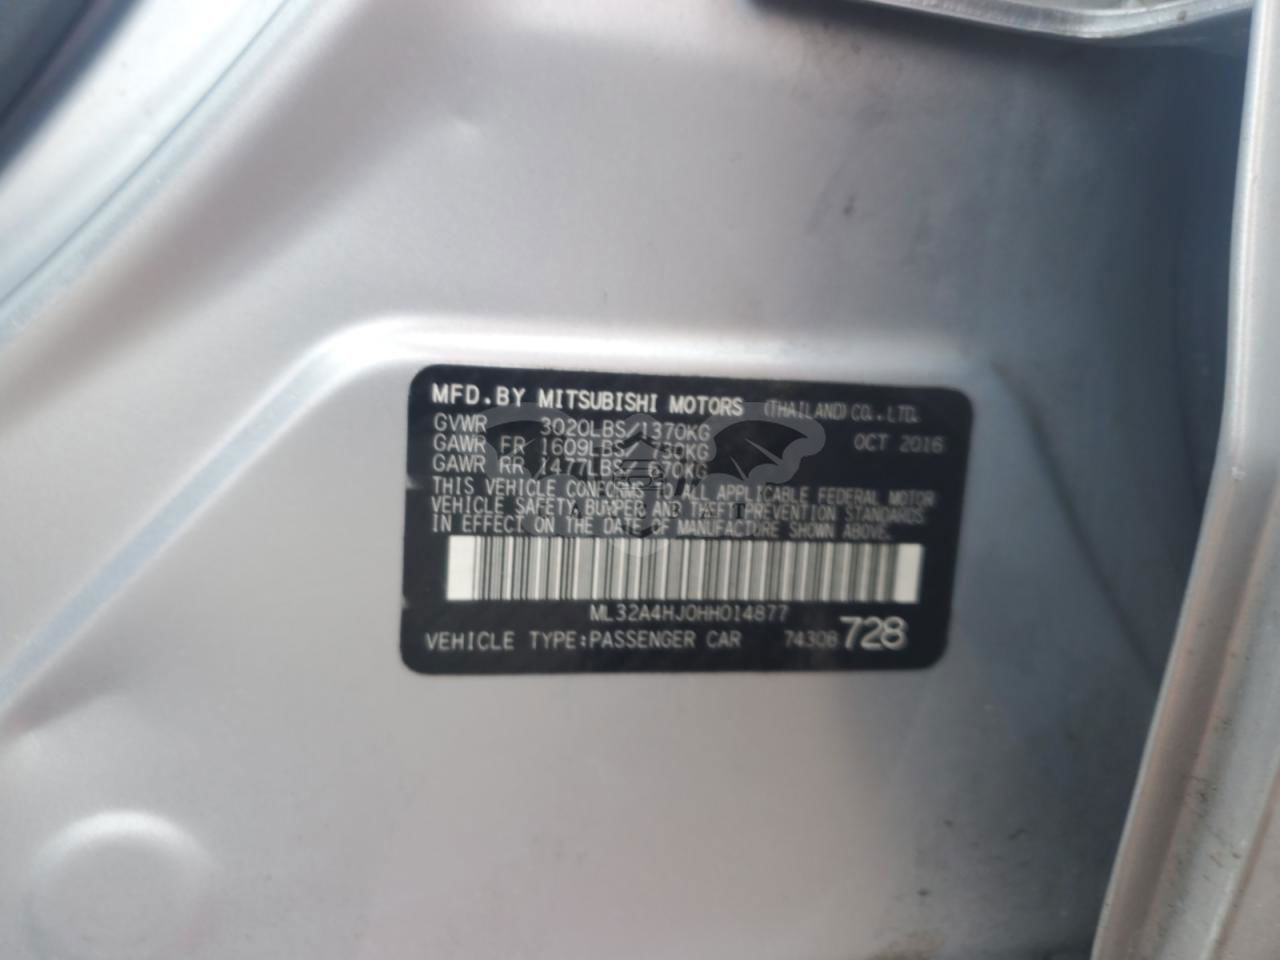 MFD.BY MITSUBISHI MOTORS (THAILAND) CO.,LTD.
GVWR 3020LBS/1370KG OCT 2016
GAWR FR 1609LBS/ 730KG
GAWR RR 1477LBS/ 670KG
THIS VEHICLE CONFORMS TO ALL APPLICABLE FEDERAL MOTOR
VEHICLE SAFETY, BUMPER AND THEFT PREVENTION STANDARDS
IN EFFECT ON THE DATE OF MANUFACTURE SHOWN ABOVE.
ML32A4HJ0HH014877
VEHICLE TYPE:PASSENGER CAR 728